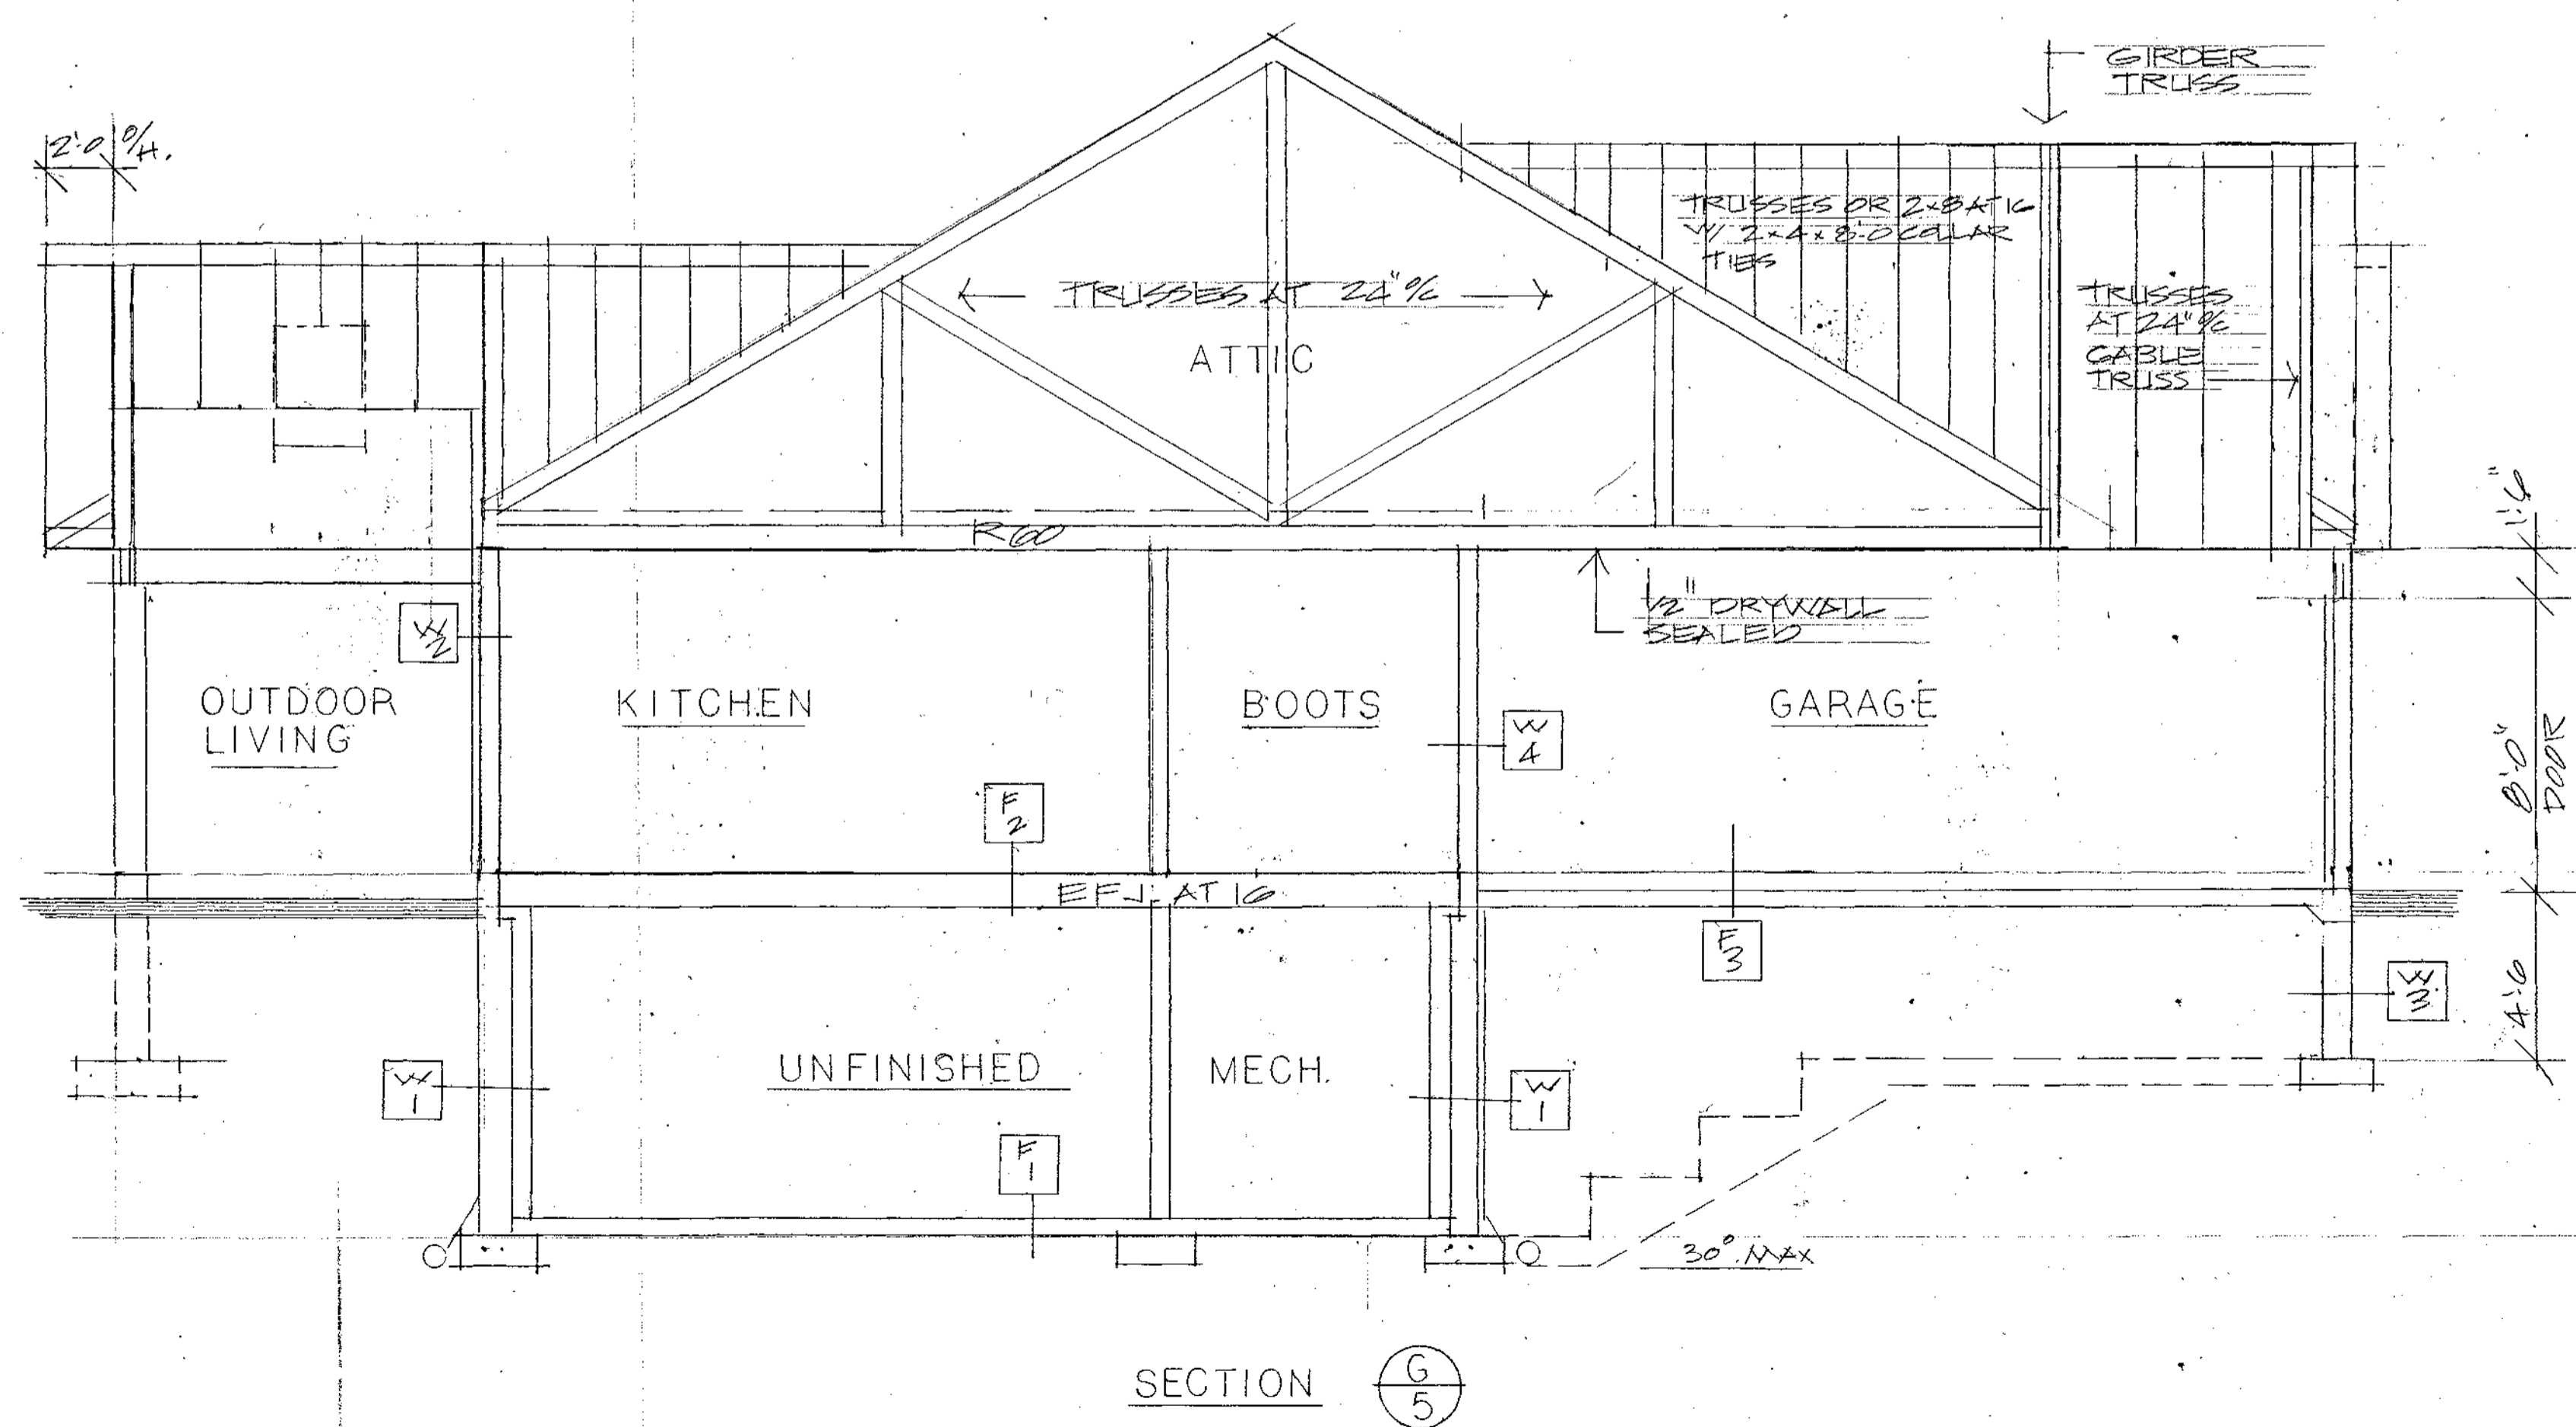 GIRDER
TRUSS
2'-0 O/H.
TRUSSES OR 2x8 AT 16
W/ 2x4x8'-0 COLLAR
TIES
TRUSSES AT 24" O/C
TRUSSES
AT 24" O/C
GABLE
TRUSS
ATTIC
1'-6"
R60
1/2" DRYWALL
SEALED
W
2
OUTDOOR
LIVING
KITCHEN
BOOTS
GARAGE
W
4
8'-0"
DOOR
F
2
E.F.J. AT 16
F
3
W
3
4'-6
UNFINISHED
MECH.
W
1
W
1
F
1
30° MAX
SECTION
G
5